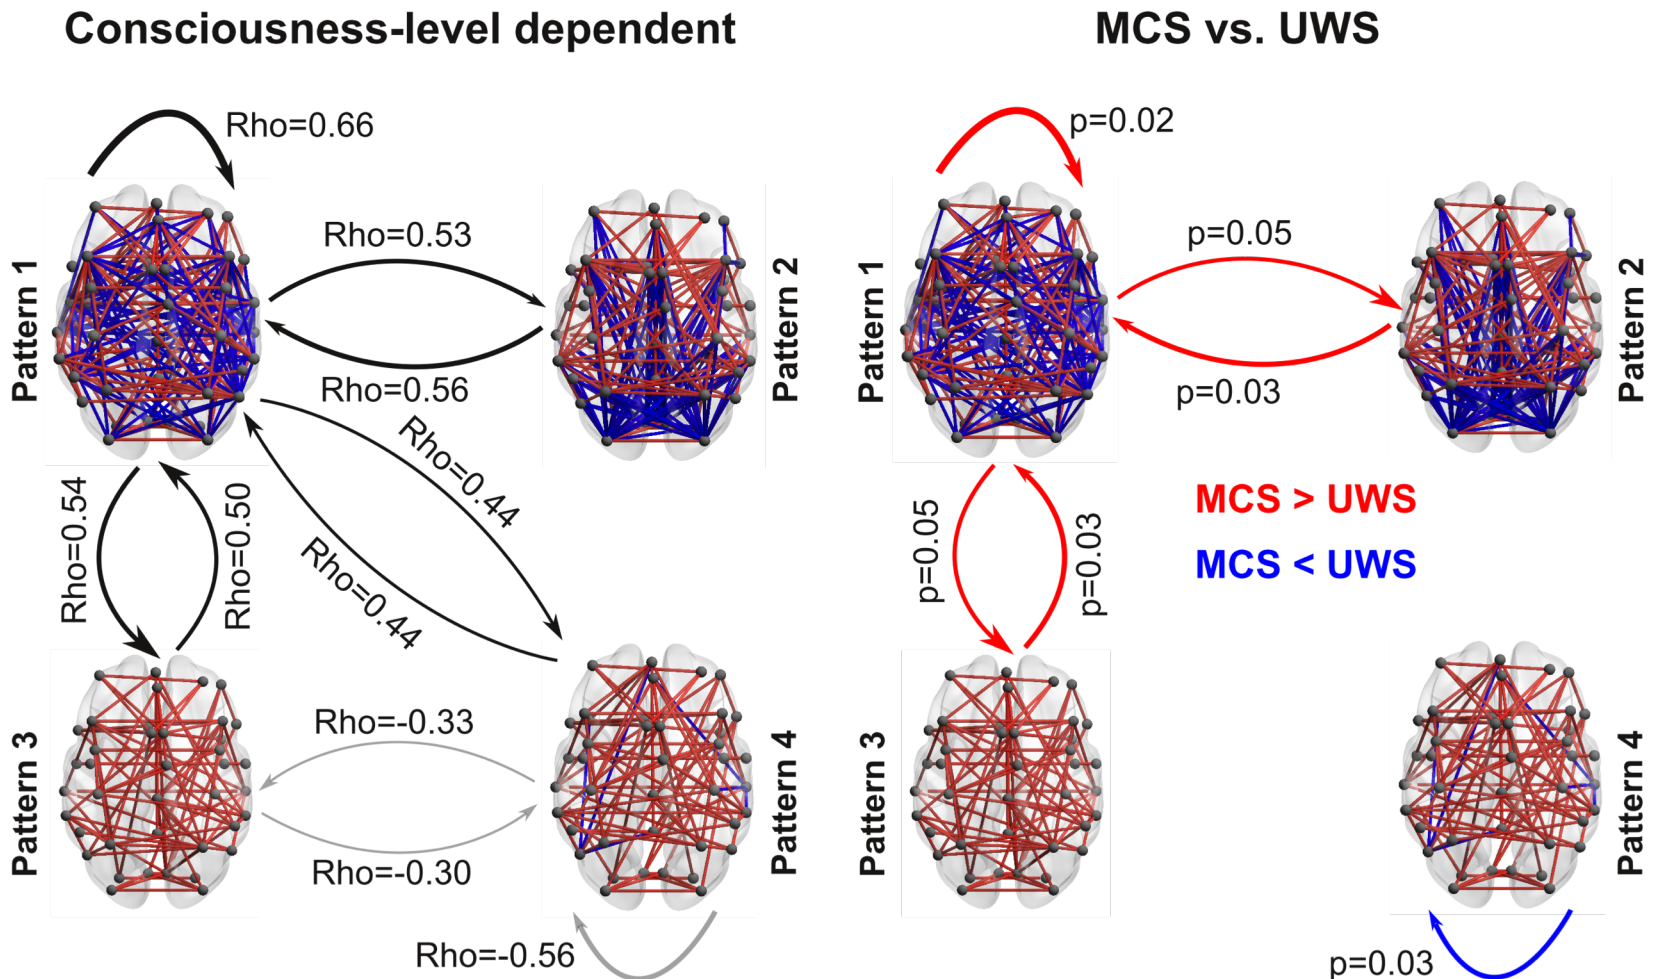 Consciousness-level dependent
Rho=0.66
Pattern 1
Rho=0.53
Pattern 2
Rho=0.56
Rho=0.44
Rho=0.44
Rho=0.54
Rho=0.50
Pattern 3
Rho=-0.33
Rho=-0.30
Pattern 4
Rho=-0.56
MCS vs. UWS
p=0.02
Pattern 1
p=0.05
Pattern 2
p=0.03
p=0.05
p=0.03
MCS > UWS
MCS < UWS
Pattern 3
Pattern 4
p=0.03